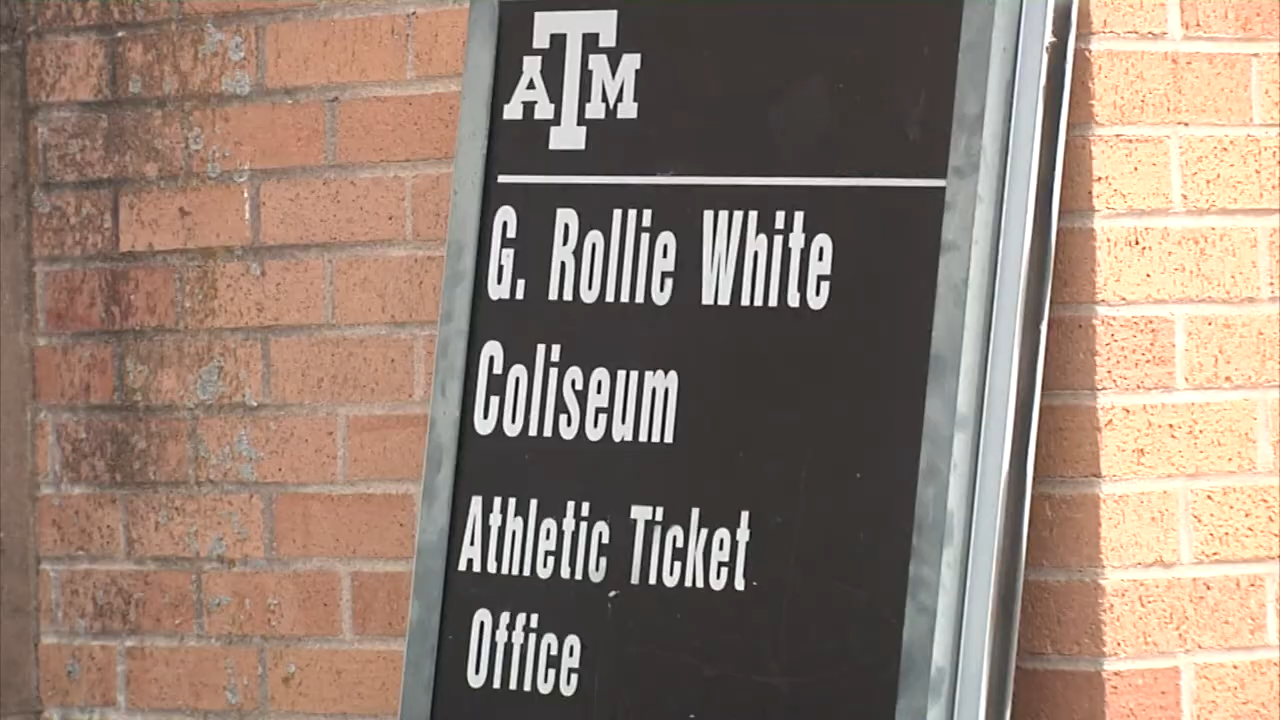 ATM
G. Rollie White
Coliseum
Athletic Ticket
Office